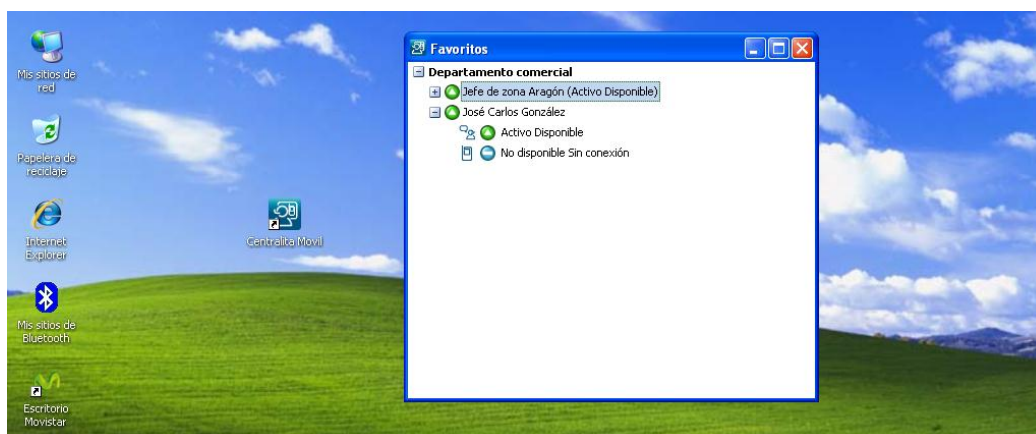 Mis sitios de
red
Papelera de
reciclaje
Internet
Explorer
Mis sitios de
Bluetooth
Escritorio
Movistar
Centralita Movil
Favoritos
Departamento comercial
Jefe de zona Aragón (Activo Disponible)
José Carlos González
Activo Disponible
No disponible Sin conexión